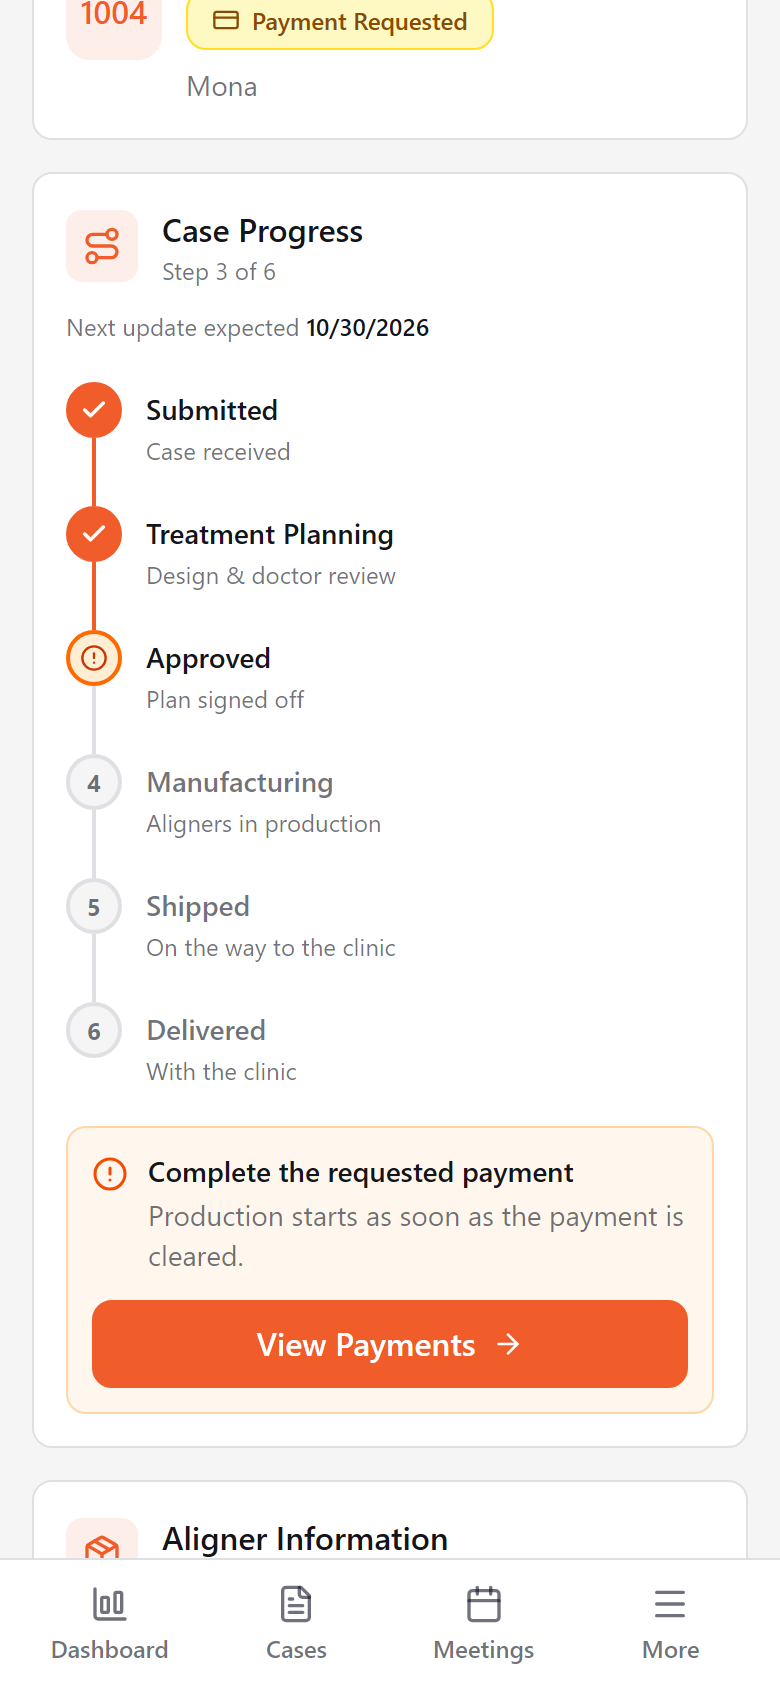 1004
Payment Requested
Mona
Case Progress
Step 3 of 6
Next update expected 10/30/2026
Submitted
Case received
Treatment Planning
Design & doctor review
Approved
Plan signed off
4
Manufacturing
Aligners in production
5
Shipped
On the way to the clinic
6
Delivered
With the clinic
Complete the requested payment
Production starts as soon as the payment is
cleared.
View Payments
Aligner Information
Dashboard
Cases
Meetings
More